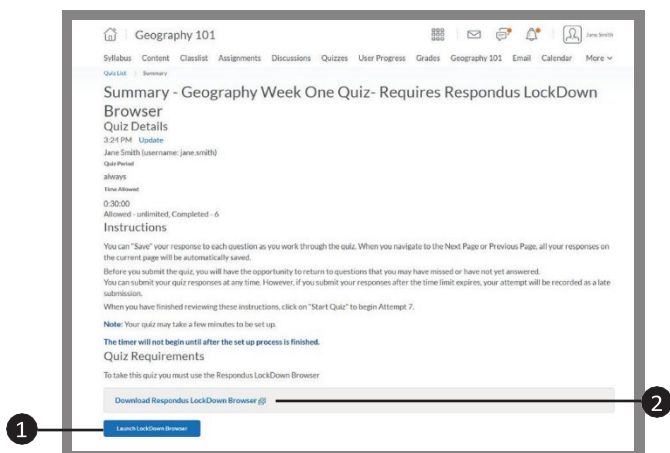 Geography 101
Jane Smith
Syllabus Content Classlist Assignments Discussions Quizzes User Progress Grades Geography 101 Email Calendar More
Quiz List Summary
Summary - Geography Week One Quiz- Requires Respondus LockDown
Browser
Quiz Details
3:24 PM Update
Jane Smith (username: jane.smith)
Quiz Period
always
Time Allowed
0:30:00
Allowed - unlimited, Completed - 6
Instructions
You can "Save" your response to each question as you work through the quiz. When you navigate to the Next Page or Previous Page, all your responses on
the current page will be automatically saved.
Before you submit the quiz, you will have the opportunity to return to questions that you may have missed or have not yet answered.
You can submit your quiz responses at any time. However, if you submit your responses after the time limit expires, your attempt will be recorded as a late
submission.
When you have finished reviewing these instructions, click on "Start Quiz" to begin Attempt 7.
Note: Your quiz may take a few minutes to be set up.
The timer will not begin until after the set up process is finished.
Quiz Requirements
To take this quiz you must use the Respondus LockDown Browser
Download Respondus LockDown Browser
2
1
Launch LockDown Browser